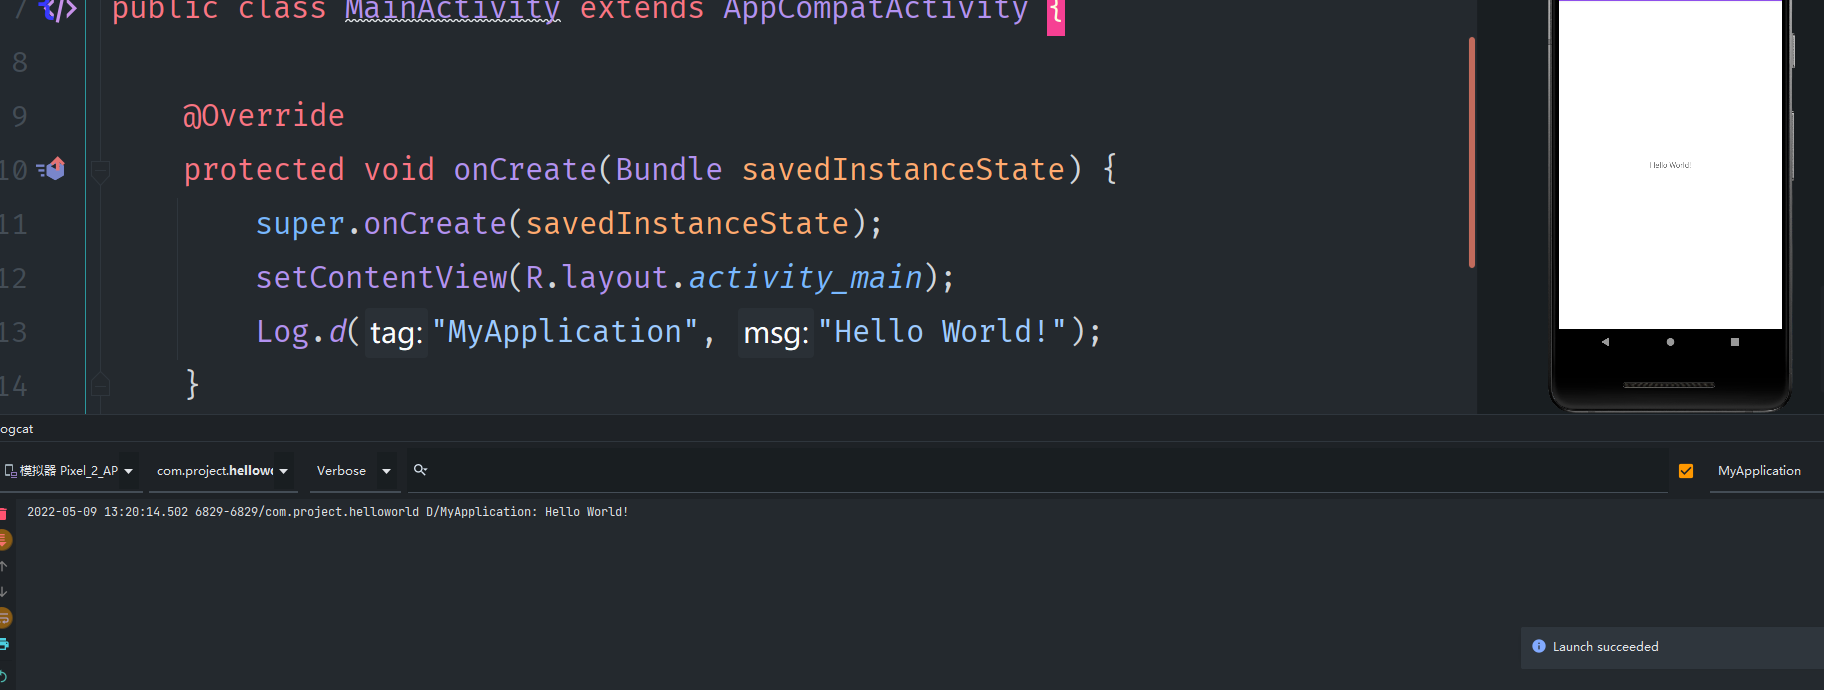 7 </> public class MainActivity extends AppCompatActivity {
8
9 @Override
10 protected void onCreate(Bundle savedInstanceState) {
11 super.onCreate(savedInstanceState);
12 setContentView(R.layout.activity_main);
13 Log.d( tag: "MyApplication", msg: "Hello World!");
14 }
Hello World!
ogcat
模拟器 Pixel_2_AP com.project.hellowo Verbose MyApplication
2022-05-09 13:20:14.502 6829-6829/com.project.helloworld D/MyApplication: Hello World!
Launch succeeded